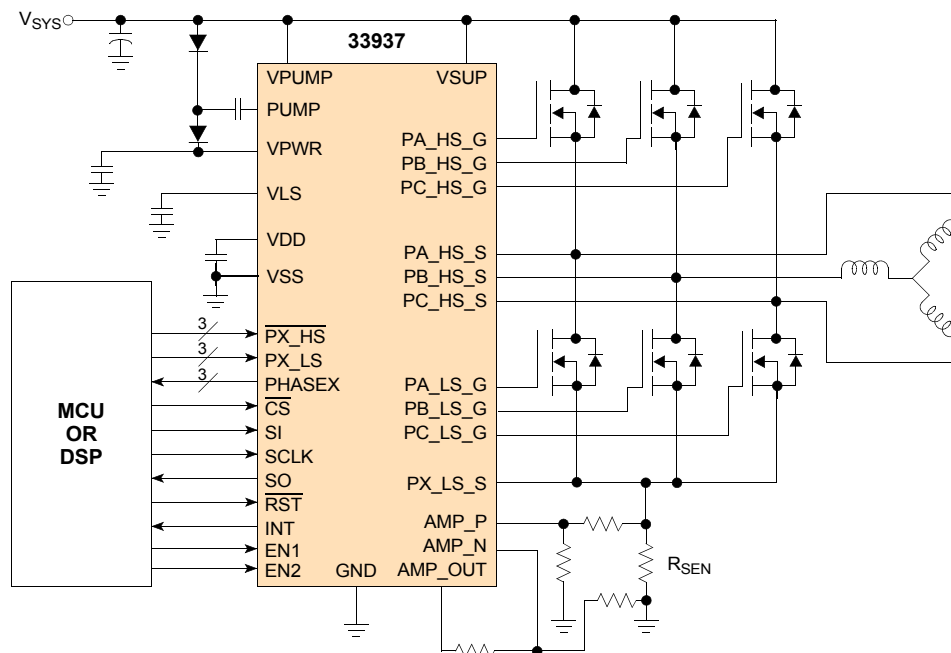 VSYS
33937
VPUMP
VSUP
PUMP
VPWR
VLS
VDD
VSS
PA_HS_G
PB_HS_G
PC_HS_G
PA_HS_S
PB_HS_S
PC_HS_S
MCU
OR
DSP
3
3
3
PX_HS
PX_LS
PHASEX
CS
SI
SCLK
SO
RST
INT
EN1
EN2
GND
PA_LS_G
PB_LS_G
PC_LS_G
PX_LS_S
AMP_P
AMP_N
AMP_OUT
RSEN